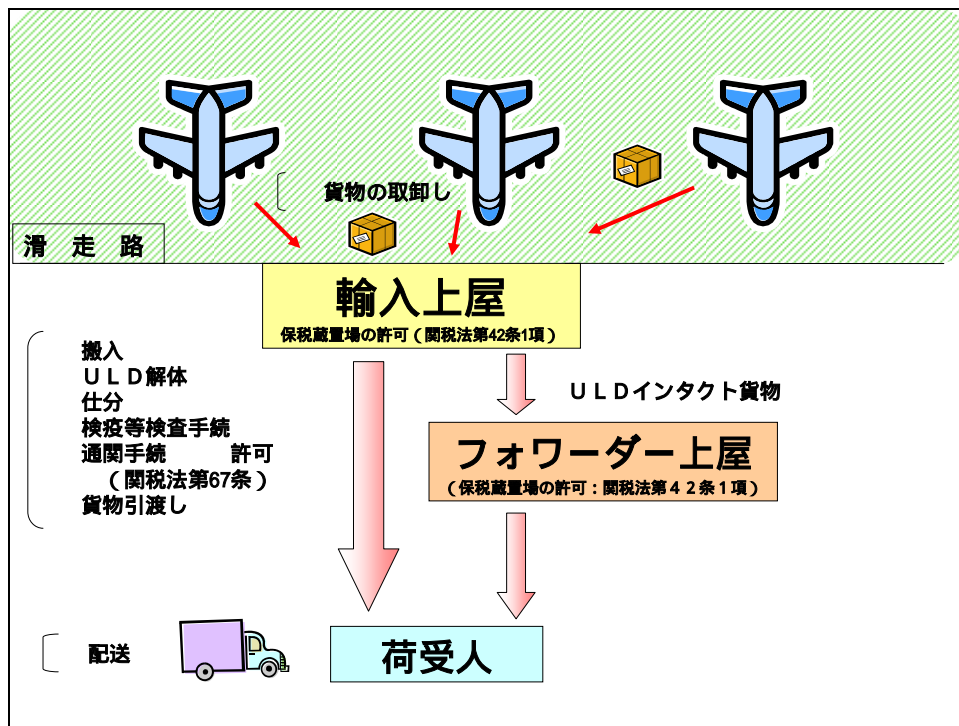 貨物の取卸し
滑　走　路
輸入上屋
保税蔵置場の許可（関税法第42条1項）
搬入
ＵＬＤ解体
仕分
検疫等検査手続
通関手続　　　許可
（関税法第67条）
貨物引渡し
ＵＬＤインタクト貨物
フォワーダー上屋
（保税蔵置場の許可：関税法第４２条１項）
配送
荷受人